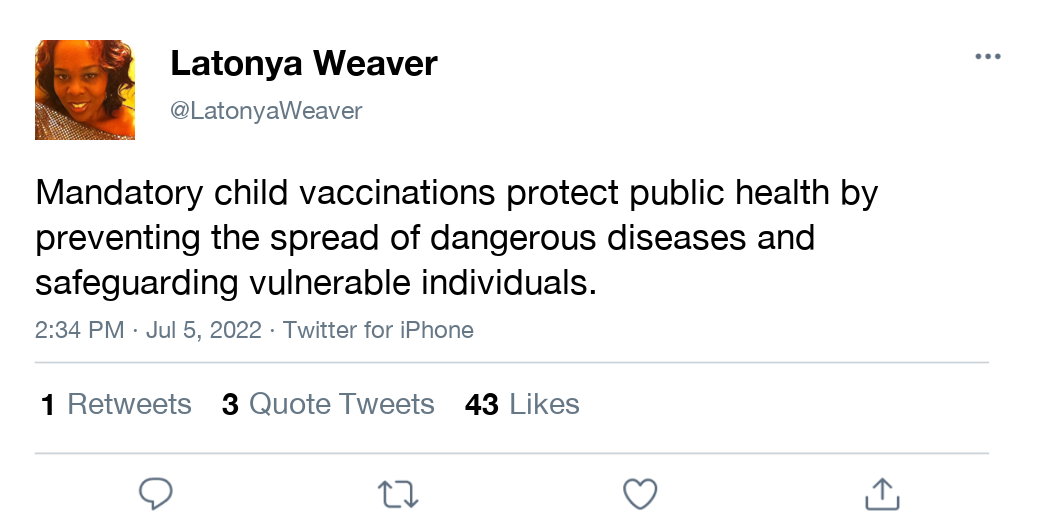 Latonya Weaver
@LatonyaWeaver
Mandatory child vaccinations protect public health by
preventing the spread of dangerous diseases and
safeguarding vulnerable individuals.
2:34 PM · Jul 5, 2022 · Twitter for iPhone
1 Retweets 3 Quote Tweets 43 Likes